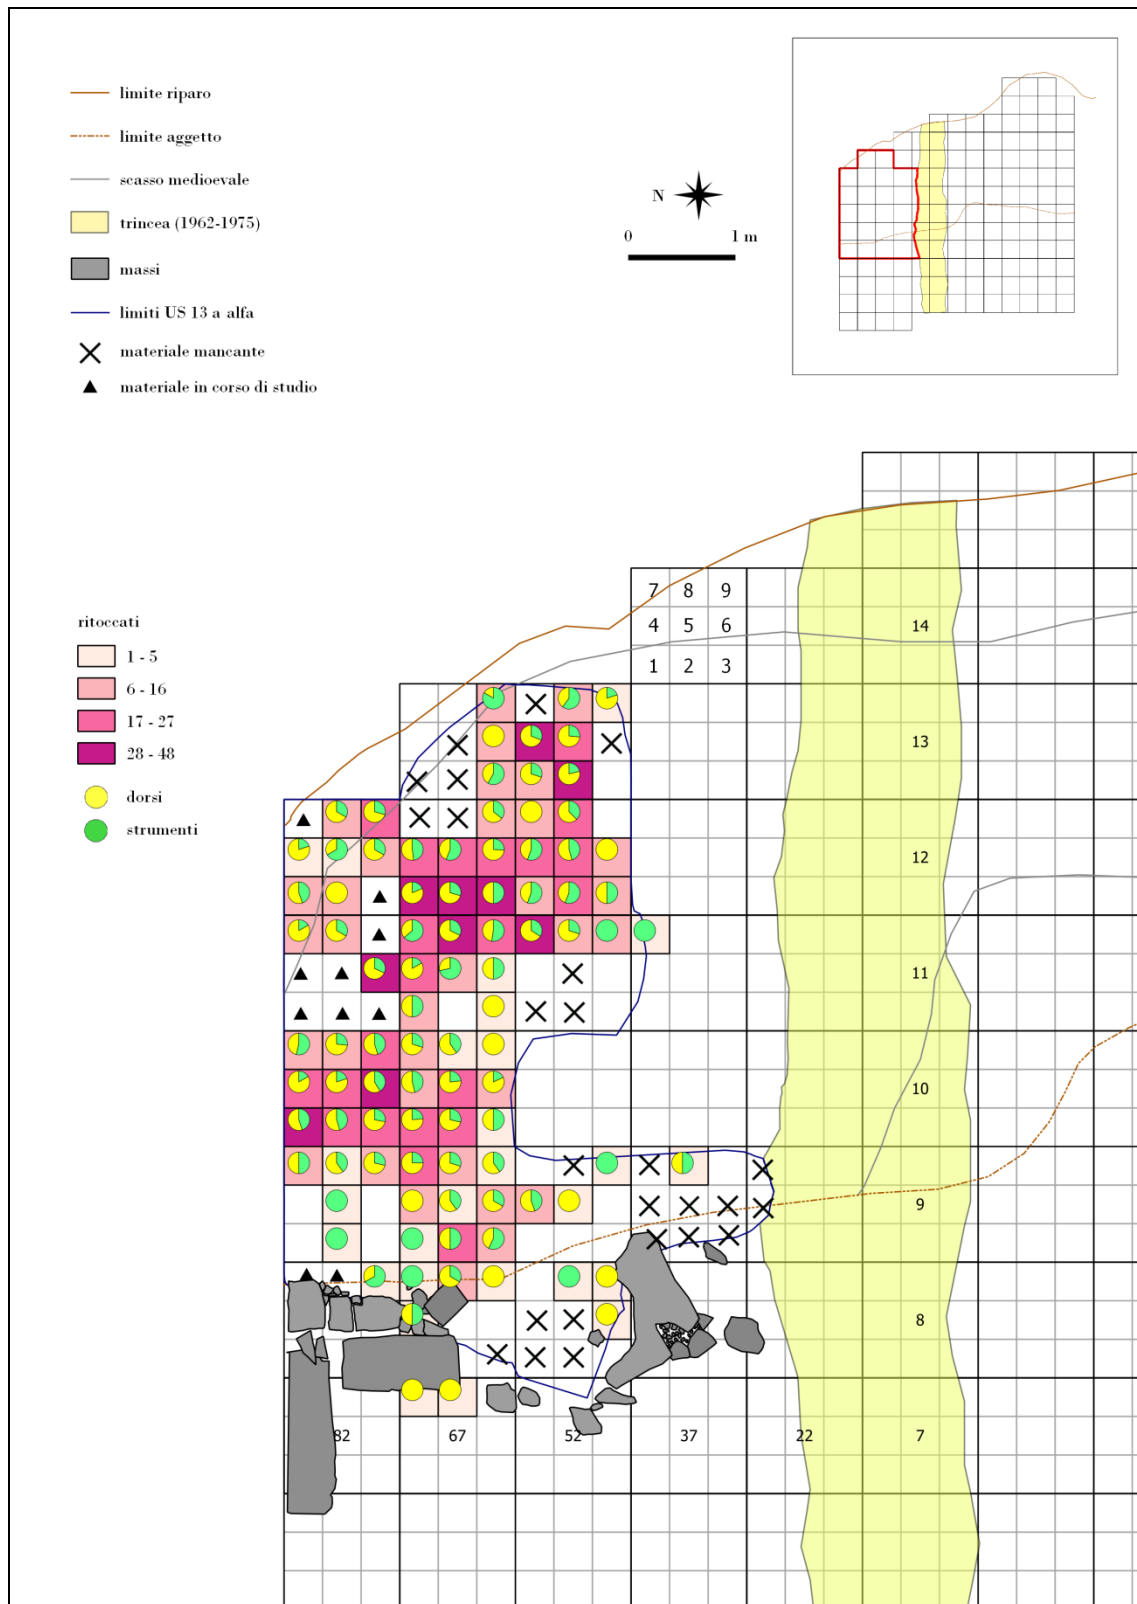 limite riparo
limite aggetto
scasso medioevale
trincea (1962-1975)
massi
limiti US 13 a alfa
materiale mancante
materiale in corso di studio
N
0 1 m
ritoccati
1 - 5
6 - 16
17 - 27
28 - 48
dorsi
strumenti
7 8 9
4 5 6
1 2 3
14
13
12
11
10
9
8
82 67 52 37 22 7